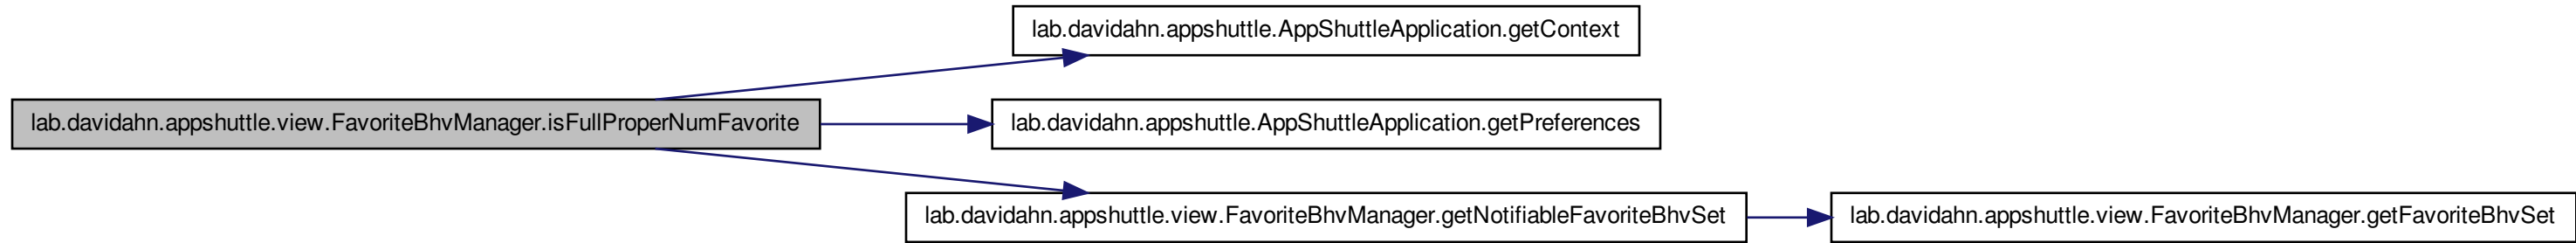 lab.davidahn.appshuttle.AppShuttleApplication.getContext
lab.davidahn.appshuttle.view.FavoriteBhvManager.isFullProperNumFavorite
lab.davidahn.appshuttle.AppShuttleApplication.getPreferences
lab.davidahn.appshuttle.view.FavoriteBhvManager.getNotifiableFavoriteBhvSet
lab.davidahn.appshuttle.view.FavoriteBhvManager.getFavoriteBhvSet